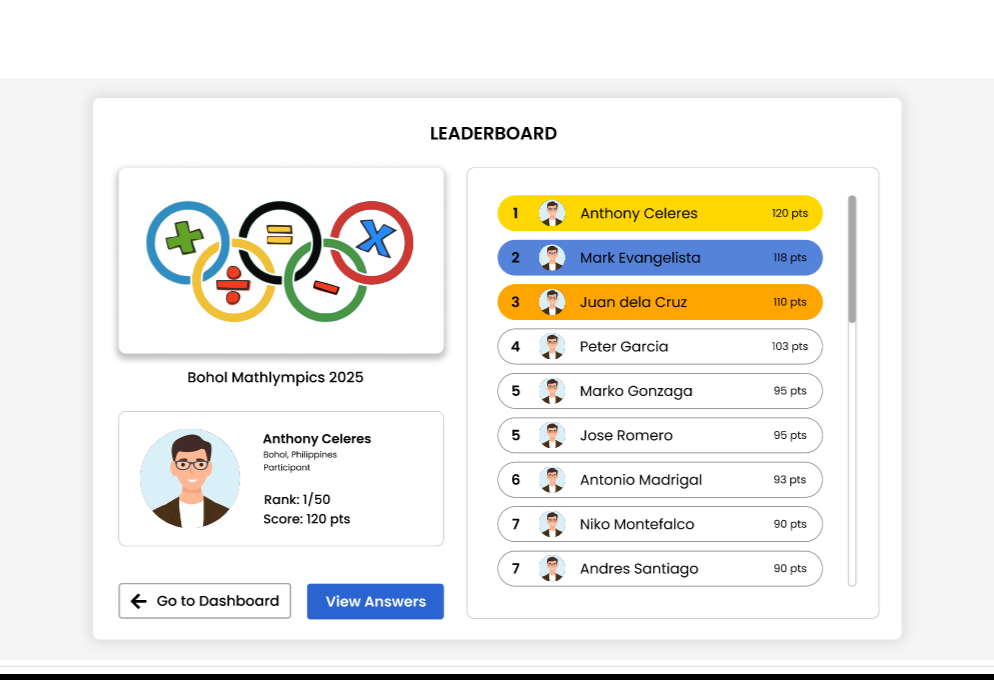 LEADERBOARD
Bohol Mathlympics 2025
Anthony Celeres
Bohol, Philippines
Participant
Rank: 1/50
Score: 120 pts
Go to Dashboard
View Answers
1 Anthony Celeres 120 pts
2 Mark Evangelista 118 pts
3 Juan dela Cruz 110 pts
4 Peter Garcia 103 pts
5 Marko Gonzaga 95 pts
5 Jose Romero 95 pts
6 Antonio Madrigal 93 pts
7 Niko Montefalco 90 pts
7 Andres Santiago 90 pts